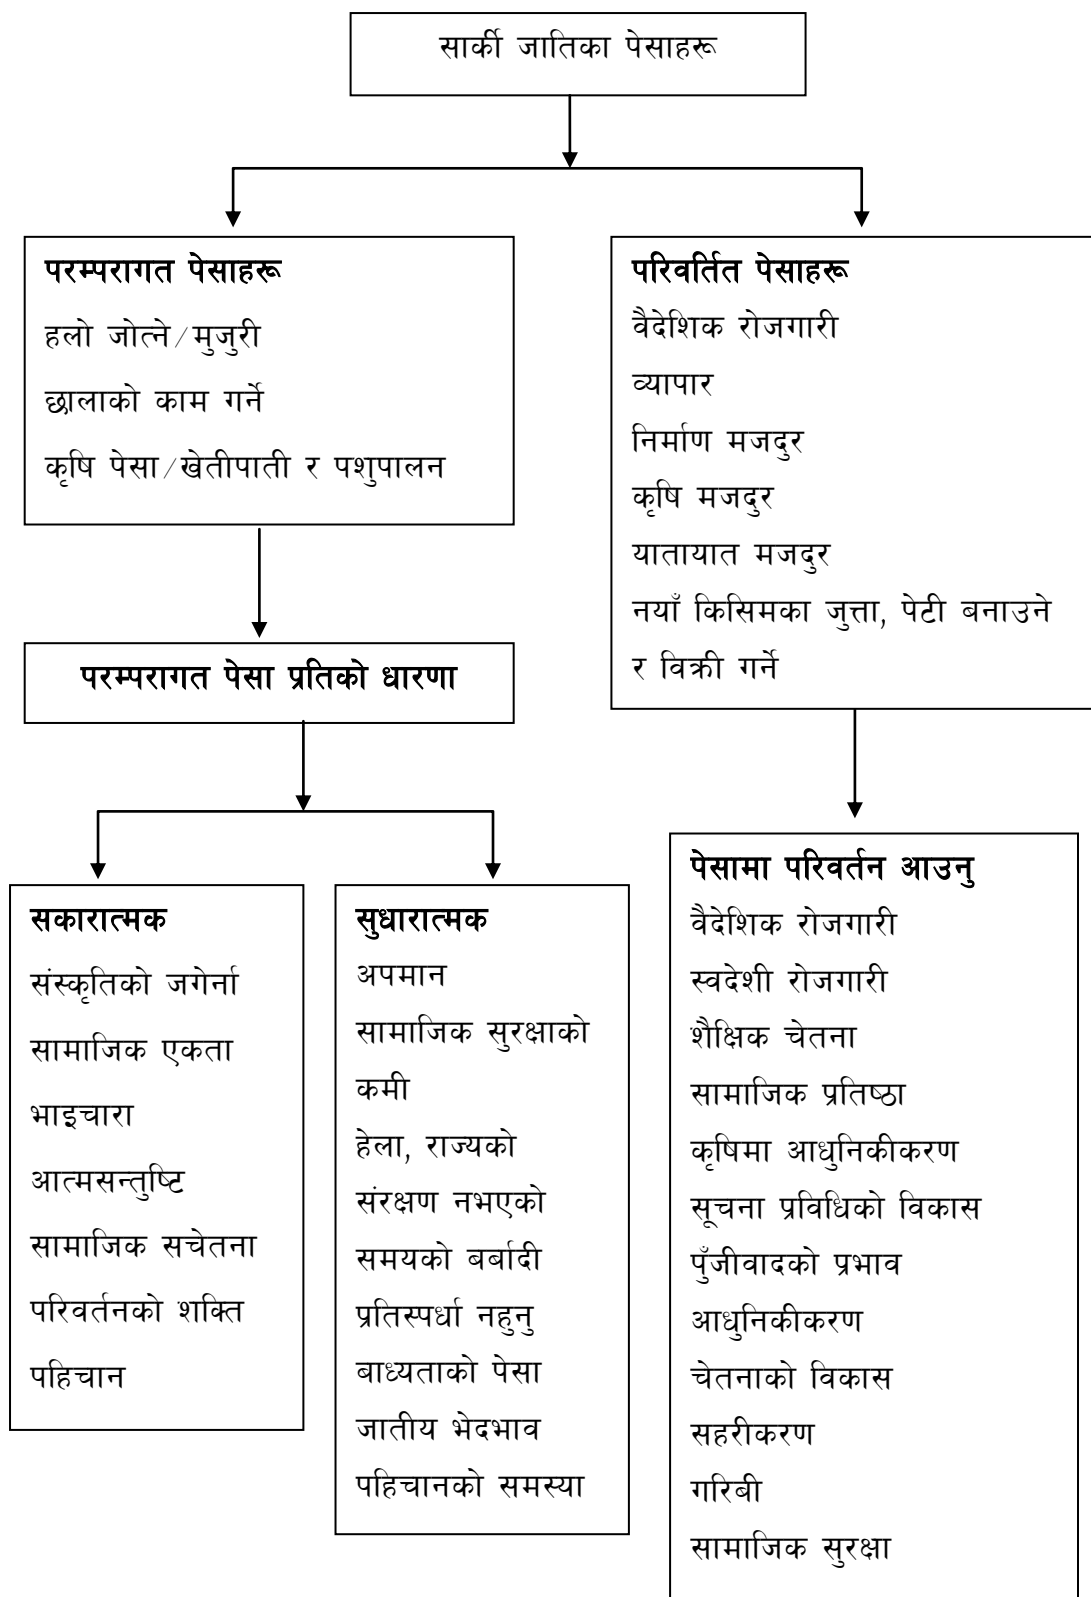 सार्की जातिका पेसाहरू
परम्परागत पेसाहरू
हलो जोत्ने/मुजुरी
छालाको काम गर्ने
कृषि पेसा/खेतीपाती र पशुपालन
परिवर्तित पेसाहरू
वैदेशिक रोजगारी
व्यापार
निर्माण मजदुर
कृषि मजदुर
यातायात मजदुर
नयाँ किसिमका जुत्ता, पेटी बनाउने
र विक्री गर्ने
परम्परागत पेसा प्रतिको धारणा
सकारात्मक
संस्कृतिको जगेर्ना
सामाजिक एकता
भाइचारा
आत्मसन्तुष्टि
सामाजिक सचेतना
परिवर्तनको शक्ति
पहिचान
सुधारात्मक
अपमान
सामाजिक सुरक्षाको
कमी
हेला, राज्यको
संरक्षण नभएको
समयको बर्बादी
प्रतिस्पर्धा नहुनु
बाध्यताको पेसा
जातीय भेदभाव
पहिचानको समस्या
पेसामा परिवर्तन आउनु
वैदेशिक रोजगारी
स्वदेशी रोजगारी
शैक्षिक चेतना
सामाजिक प्रतिष्ठा
कृषिमा आधुनिकीकरण
सूचना प्रविधिको विकास
पुँजीवादको प्रभाव
आधुनिकीकरण
चेतनाको विकास
सहरीकरण
गरिबी
सामाजिक सुरक्षा